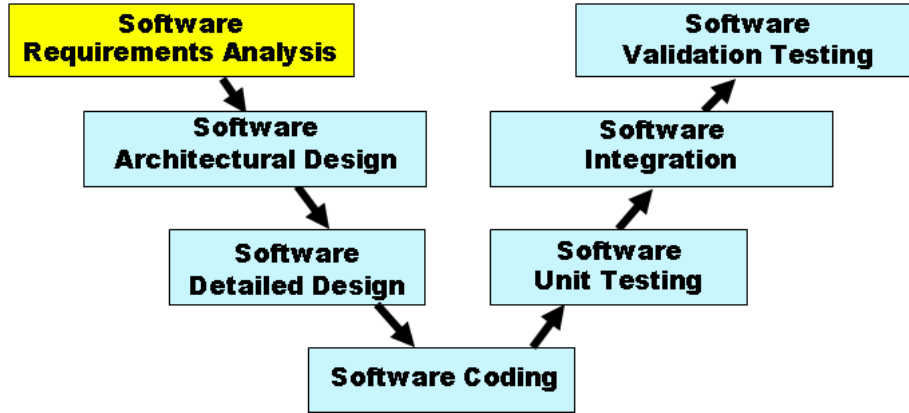 Software
Requirements Analysis
Software
Validation Testing
Software
Architectural Design
Software
Integration
Software
Detailed Design
Software
Unit Testing
Software Coding